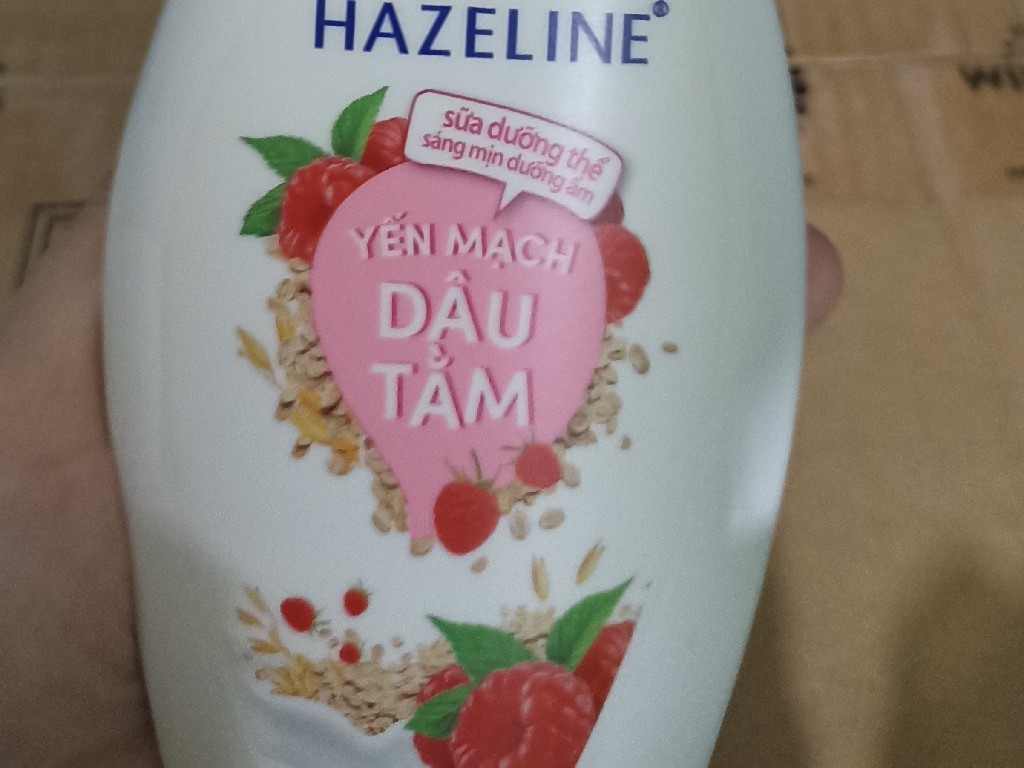 HAZELINE®
sữa dưỡng thể
sáng mịn dưỡng ẩm
YẾN MẠCH
DÂU
TẰM